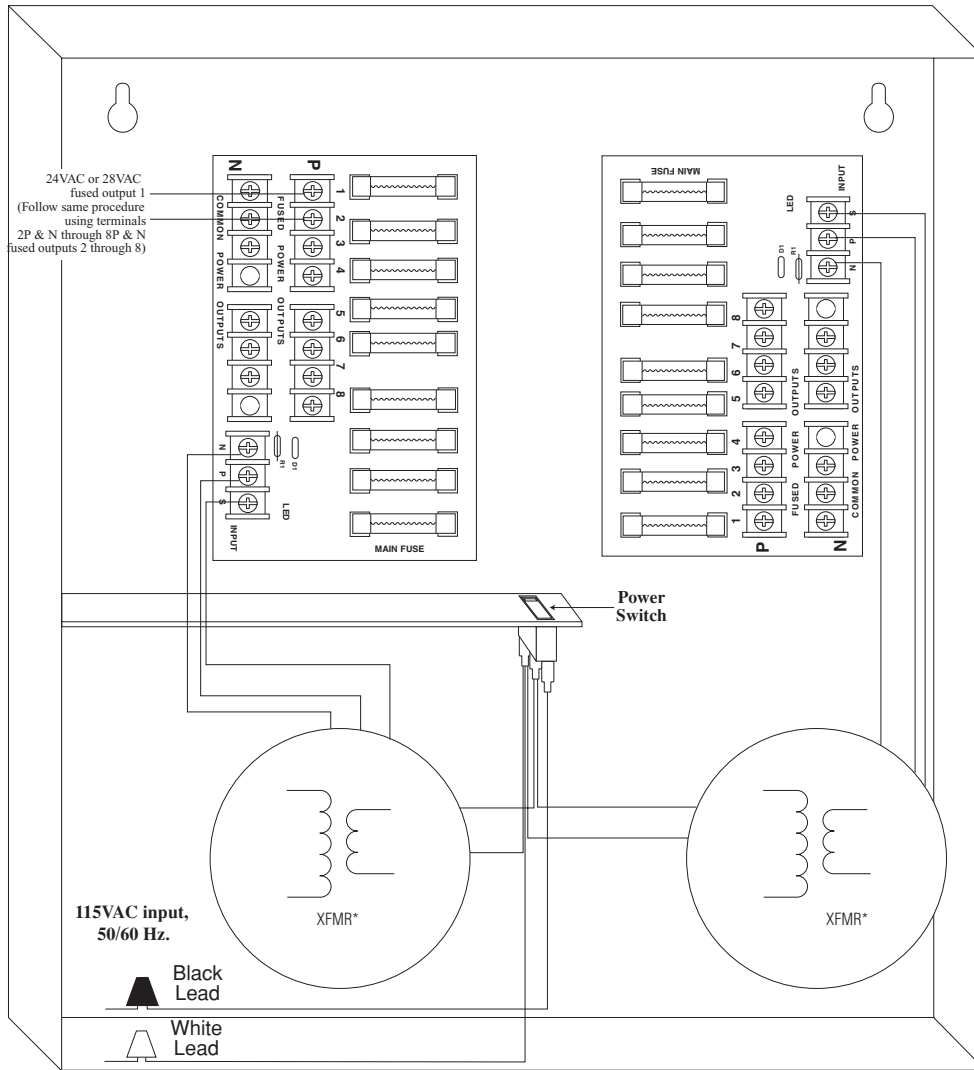 24VAC or 28VAC
fused output 1
(Follow same procedure
using terminals
2P & N through 8P & N
fused outputs 2 through 8)
N
P
COMMON POWER OUTPUTS
FUSED POWER OUTPUTS
1
2
3
4
5
6
7
8
N
P
S
R1
D1
LED
INPUT
MAIN FUSE
MAIN FUSE
LED
INPUT
S
P
N
D1
R1
8
7
6
5
4
3
2
1
FUSED POWER OUTPUTS
COMMON POWER OUTPUTS
P
N
Power
Switch
XFMR*
XFMR*
115VAC input,
50/60 Hz.
Black
Lead
White
Lead